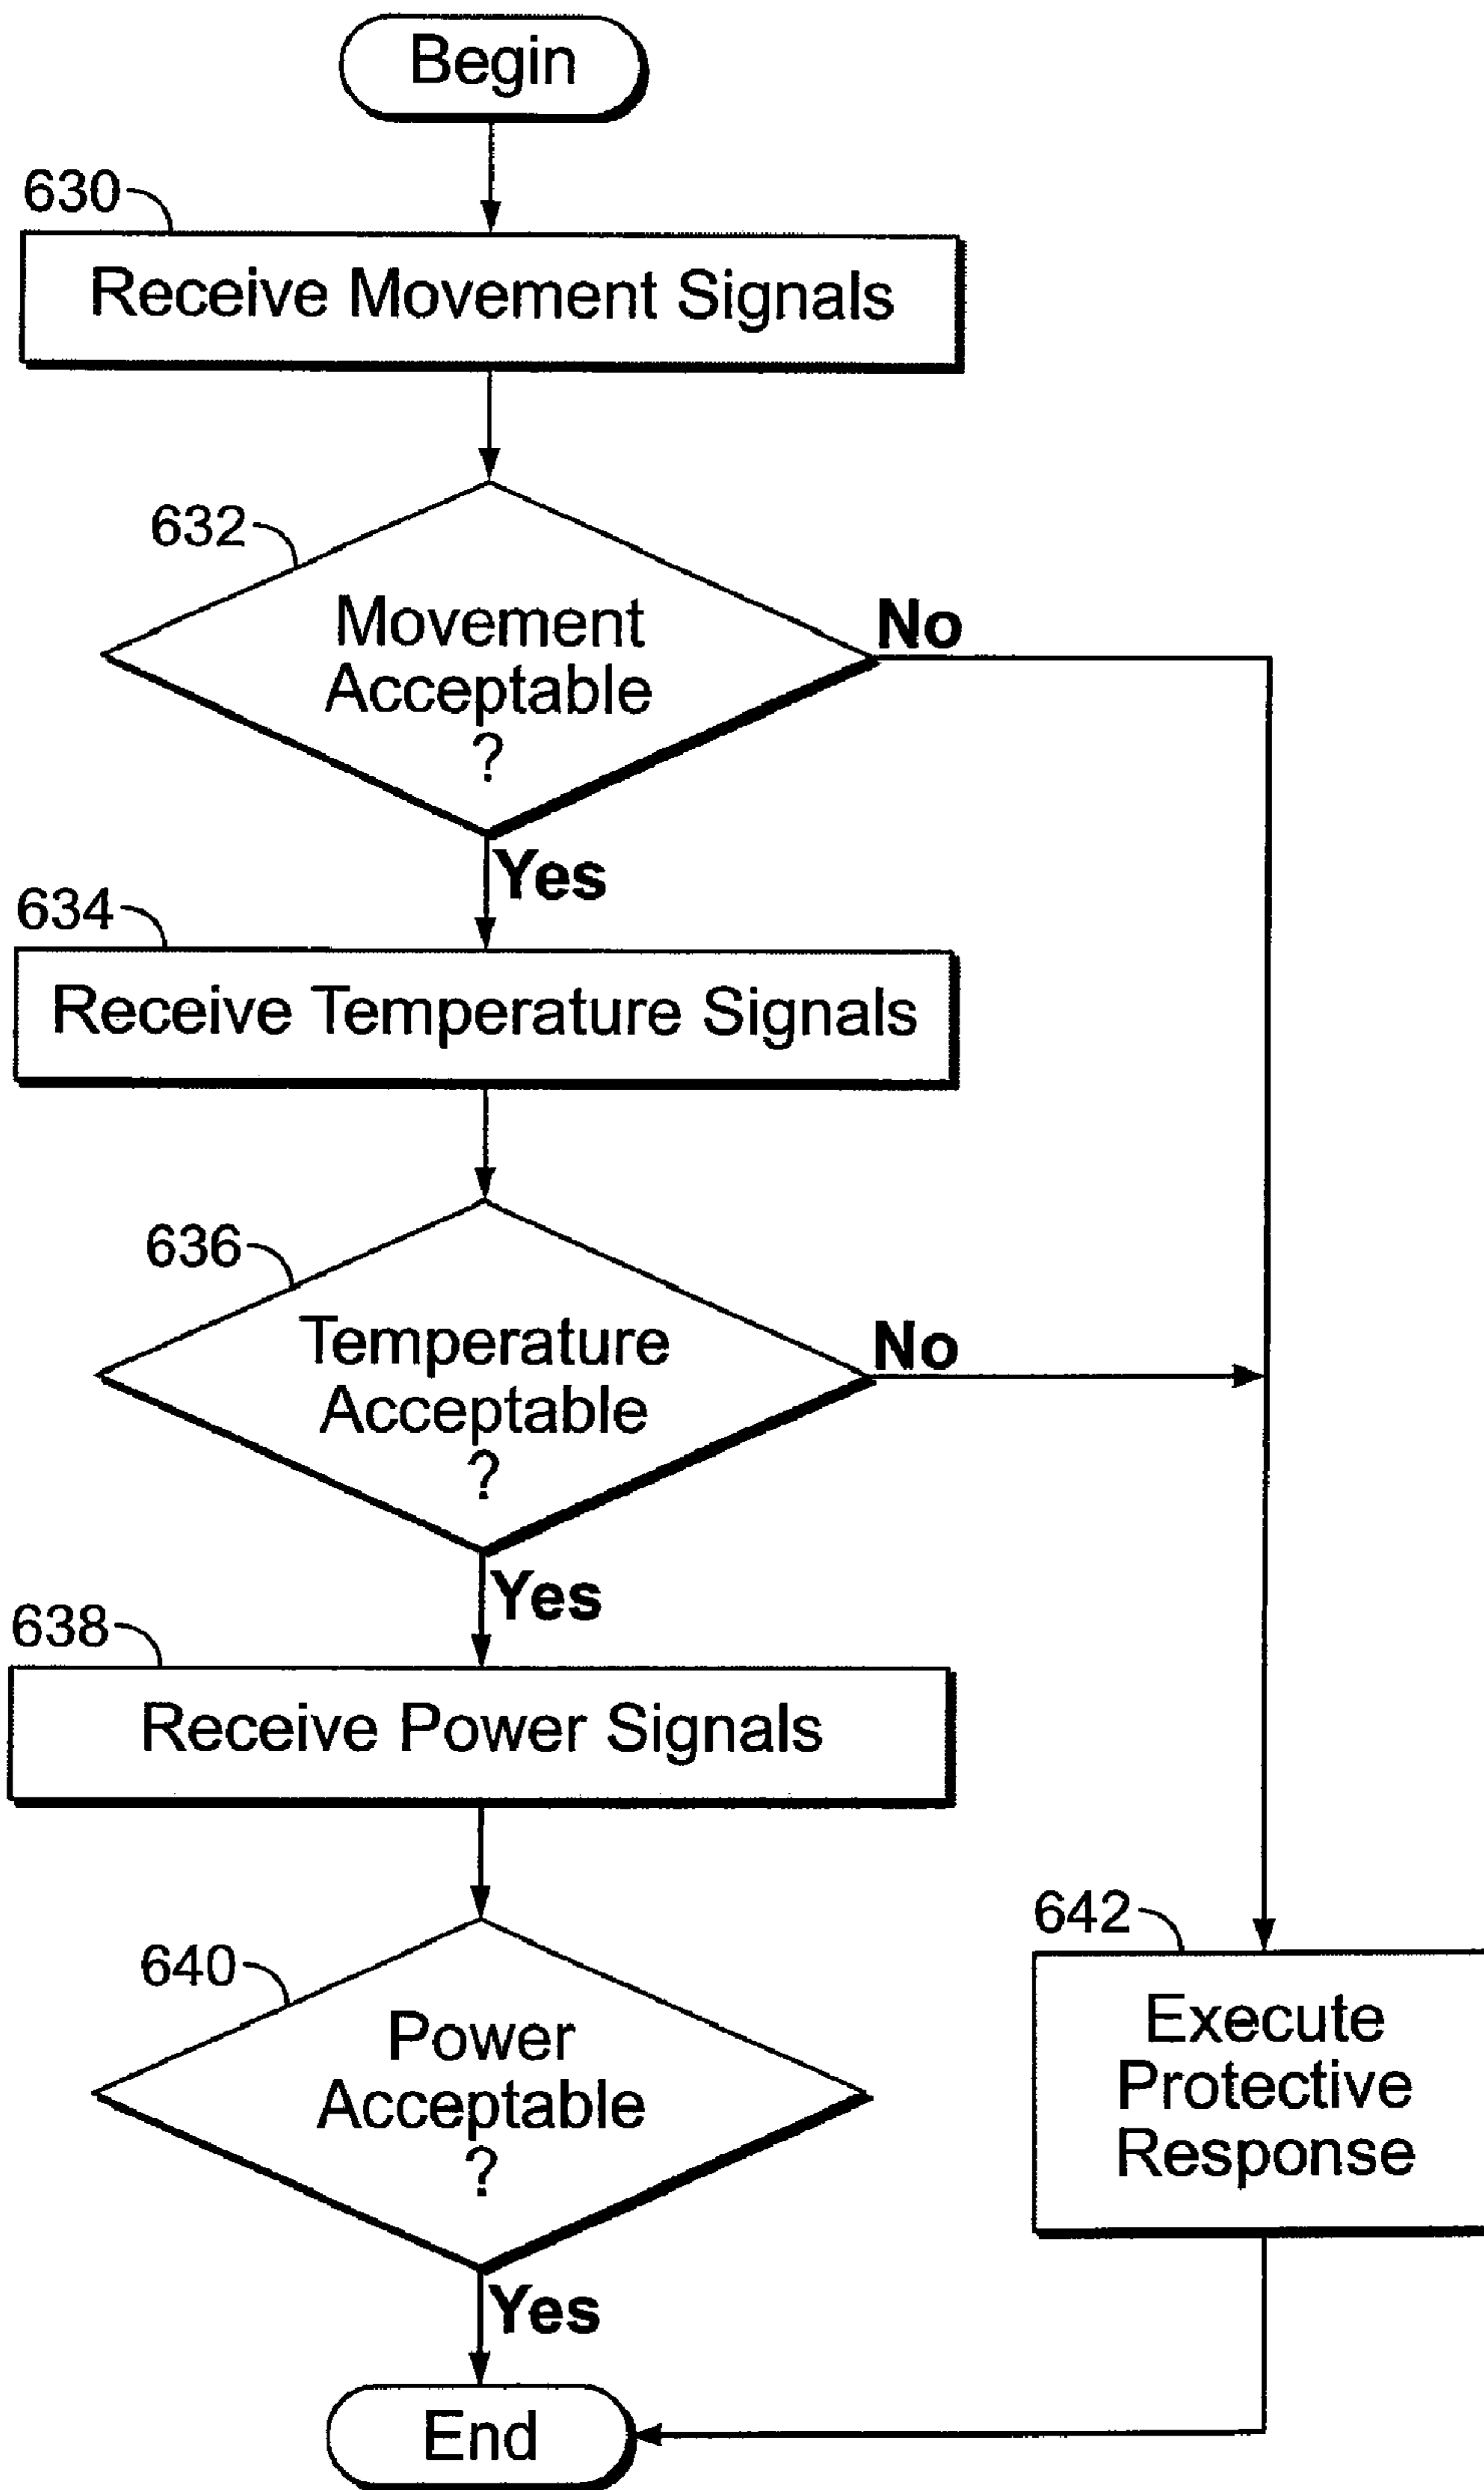 Begin
630
Receive Movement Signals
632
Movement
Acceptable
?
No
Yes
634
Receive Temperature Signals
636
Temperature
Acceptable
?
No
Yes
638
Receive Power Signals
640
Power
Acceptable
?
Yes
642
Execute
Protective
Response
End